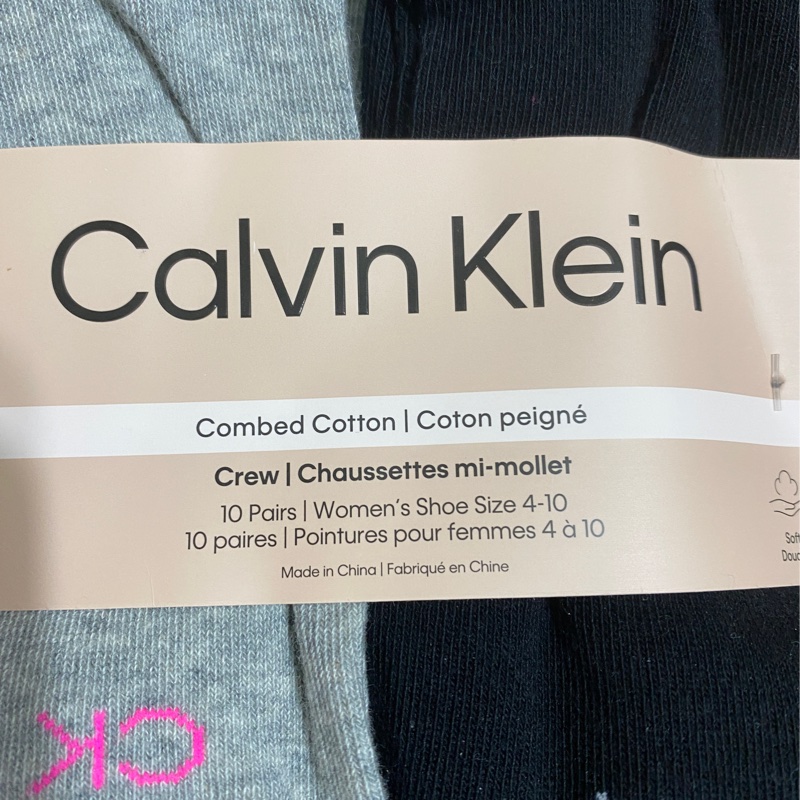 Calvin Klein
Combed Cotton | Coton peigné
Crew | Chaussettes mi-mollet
10 Pairs | Women's Shoe Size 4-10
10 paires | Pointures pour femmes 4 à 10
Made in China | Fabriqué en Chine
Soft
CK